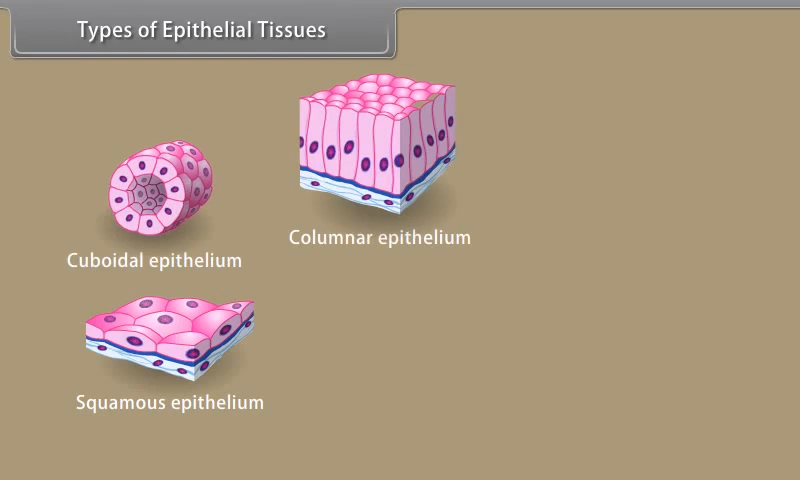 Types of Epithelial Tissues
Columnar epithelium
Cuboidal epithelium
Squamous epithelium